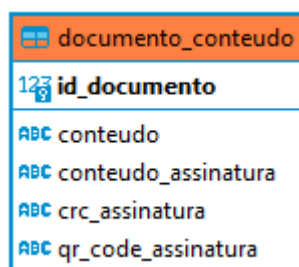 documento_conteudo
123 id_documento
ABC conteudo
ABC conteudo_assinatura
ABC crc_assinatura
ABC qr_code_assinatura